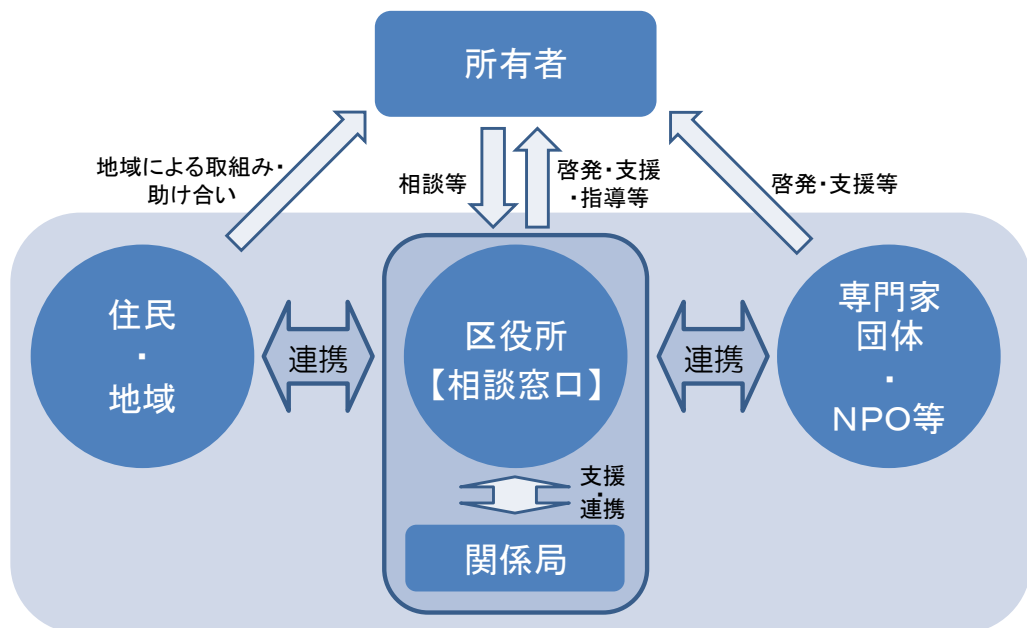 所有者
地域による取組み・
助け合い
相談等
啓発・支援
・指導等
啓発・支援等
住民
・
地域
連携
区役所
【相談窓口】
連携
専門家
団体
・
NPO等
支援
・
連携
関係局